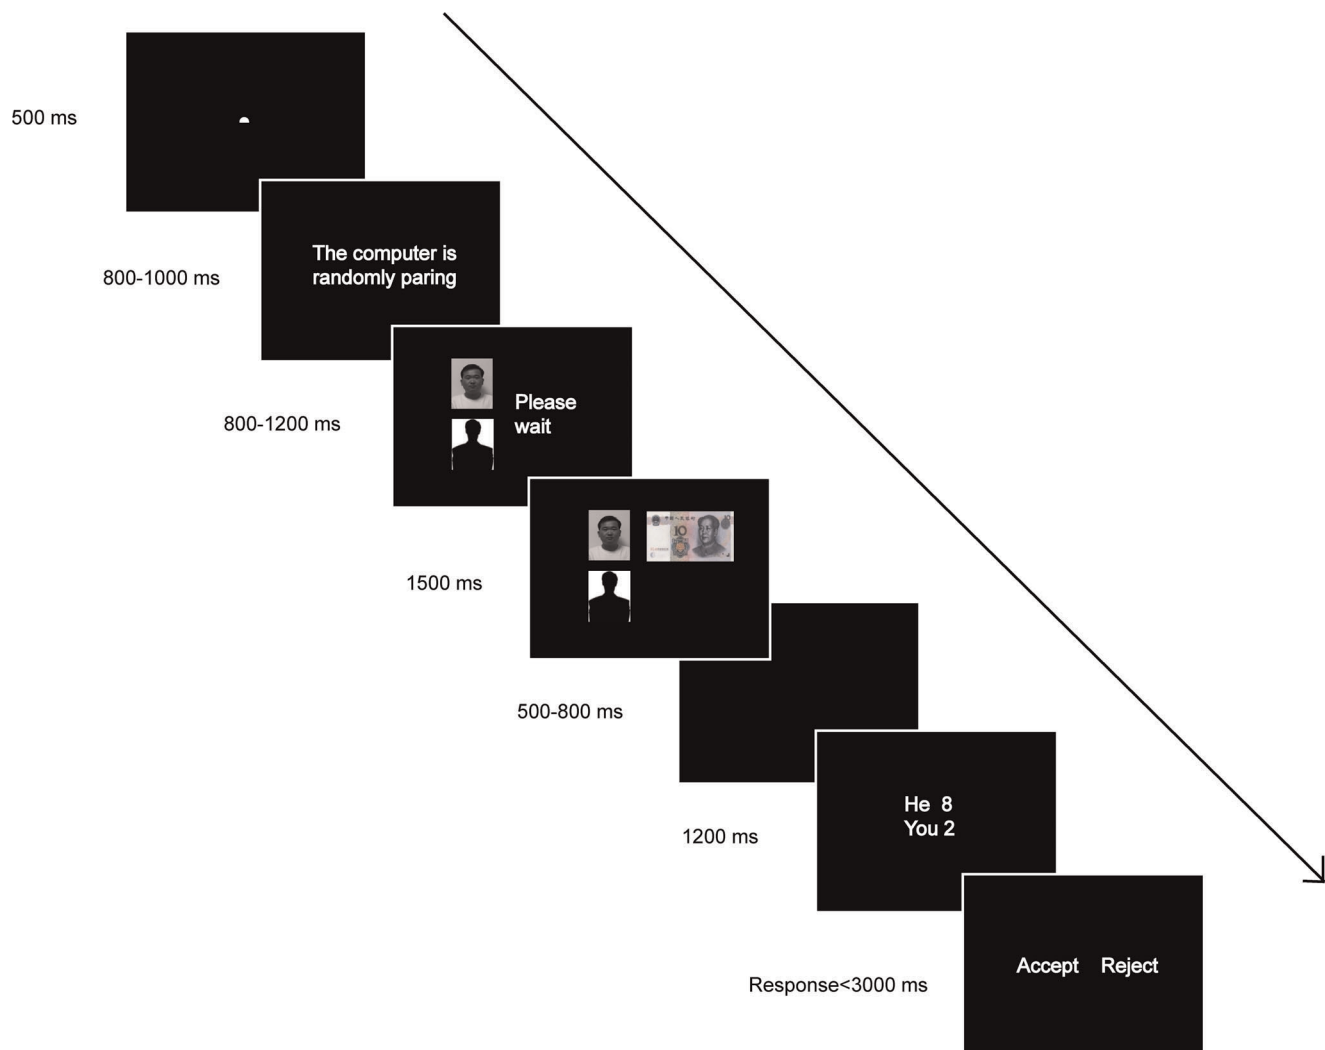 500 ms
The computer is
randomly paring
800-1000 ms
Please
wait
800-1200 ms
10
1500 ms
500-800 ms
He 8
You 2
1200 ms
Accept Reject
Response<3000 ms